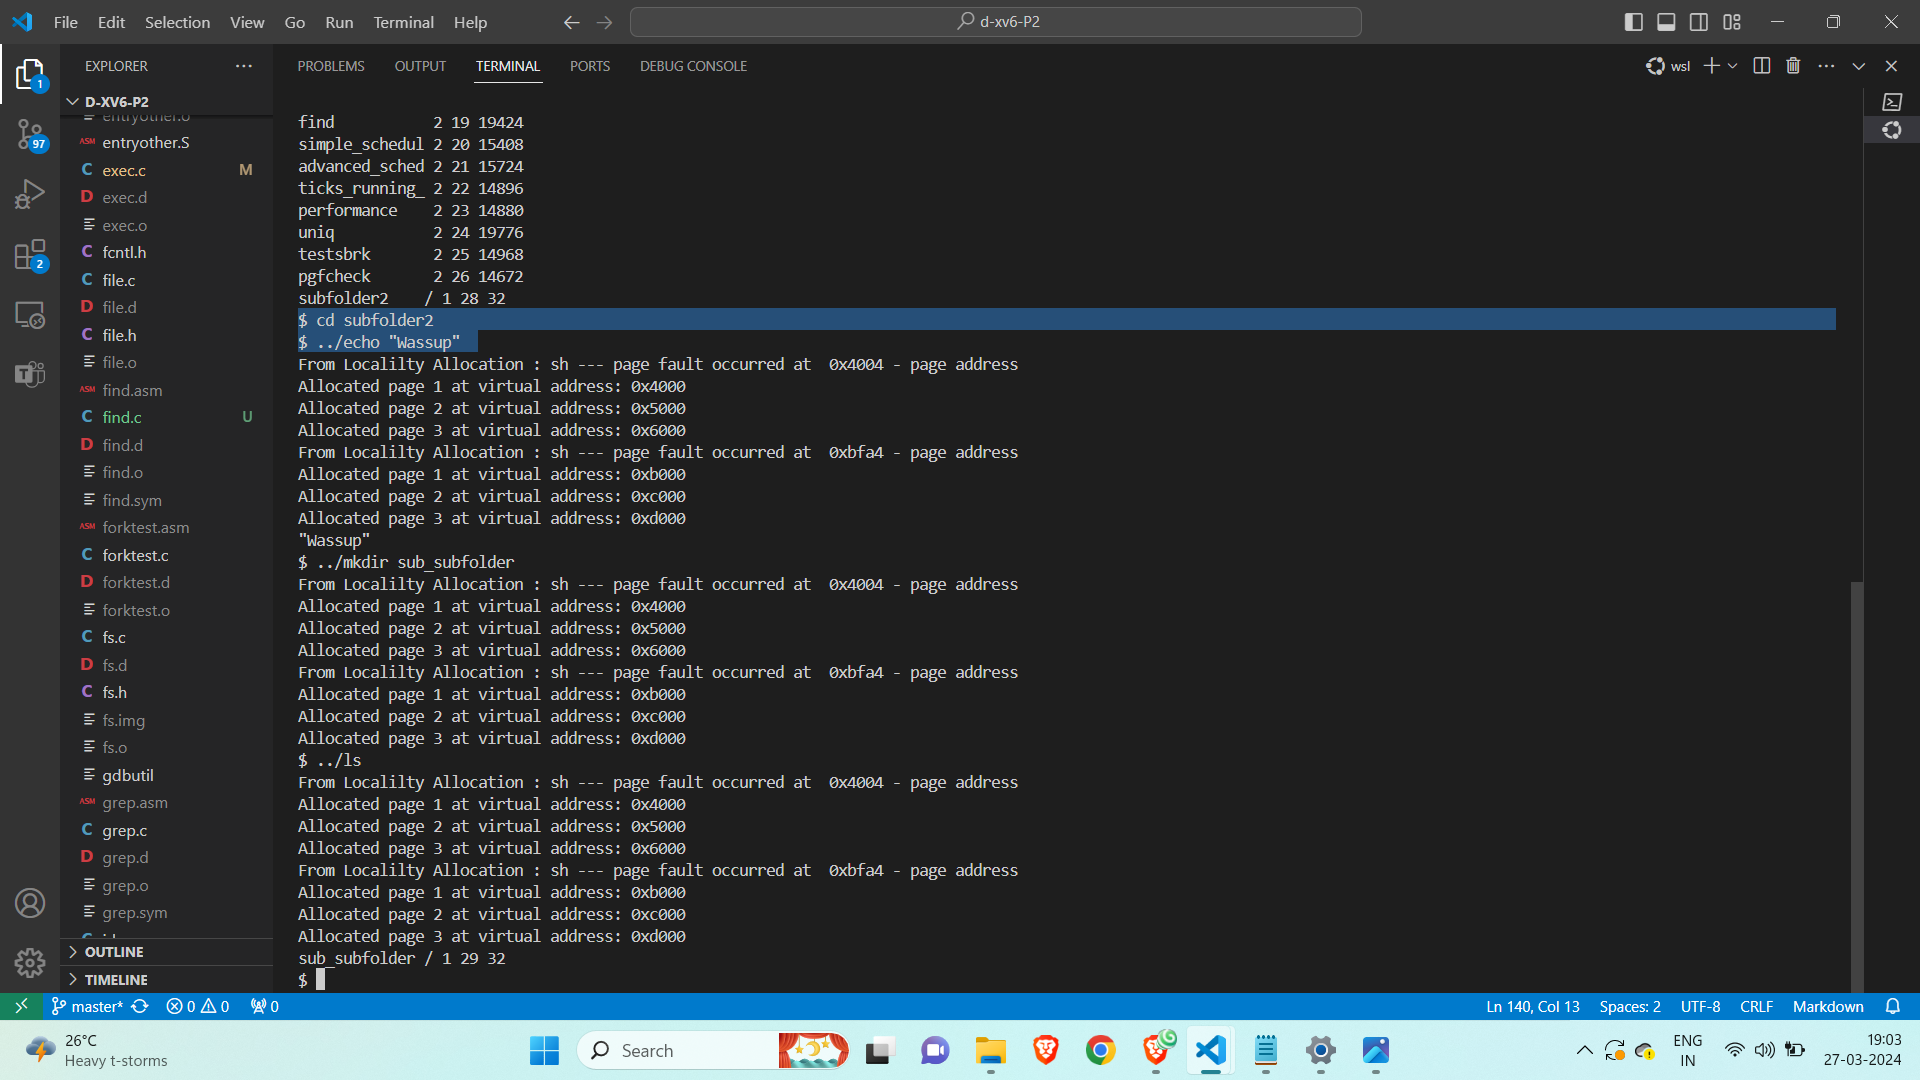 File Edit Selection View Go Run Terminal Help
d-xv6-P2
EXPLORER
D-XV6-P2
entryother.o
ASM entryother.S
C exec.c M
D exec.d
exec.o
C fcntl.h
C file.c
D file.d
C file.h
file.o
ASM find.asm
C find.c U
D find.d
find.o
find.sym
ASM forktest.asm
C forktest.c
D forktest.d
forktest.o
C fs.c
D fs.d
C fs.h
fs.img
fs.o
gdbutil
ASM grep.asm
C grep.c
D grep.d
grep.o
grep.sym
OUTLINE
TIMELINE
1
97
2
PROBLEMS OUTPUT TERMINAL PORTS DEBUG CONSOLE
wsl
find 2 19 19424
simple_schedul 2 20 15408
advanced_sched 2 21 15724
ticks_running_ 2 22 14896
performance 2 23 14880
uniq 2 24 19776
testsbrk 2 25 14968
pgfcheck 2 26 14672
subfolder2 / 1 28 32
$ cd subfolder2
$ ../echo "Wassup"
From Localilty Allocation : sh --- page fault occurred at 0x4004 - page address
Allocated page 1 at virtual address: 0x4000
Allocated page 2 at virtual address: 0x5000
Allocated page 3 at virtual address: 0x6000
From Localilty Allocation : sh --- page fault occurred at 0xbfa4 - page address
Allocated page 1 at virtual address: 0xb000
Allocated page 2 at virtual address: 0xc000
Allocated page 3 at virtual address: 0xd000
"Wassup"
$ ../mkdir sub_subfolder
From Localilty Allocation : sh --- page fault occurred at 0x4004 - page address
Allocated page 1 at virtual address: 0x4000
Allocated page 2 at virtual address: 0x5000
Allocated page 3 at virtual address: 0x6000
From Localilty Allocation : sh --- page fault occurred at 0xbfa4 - page address
Allocated page 1 at virtual address: 0xb000
Allocated page 2 at virtual address: 0xc000
Allocated page 3 at virtual address: 0xd000
$ ../ls
From Localilty Allocation : sh --- page fault occurred at 0x4004 - page address
Allocated page 1 at virtual address: 0x4000
Allocated page 2 at virtual address: 0x5000
Allocated page 3 at virtual address: 0x6000
From Localilty Allocation : sh --- page fault occurred at 0xbfa4 - page address
Allocated page 1 at virtual address: 0xb000
Allocated page 2 at virtual address: 0xc000
Allocated page 3 at virtual address: 0xd000
sub_subfolder / 1 29 32
$
master* 0 0 0
Ln 140, Col 13 Spaces: 2 UTF-8 CRLF Markdown
26°C
Heavy t-storms
Search
ENG
IN
19:03
27-03-2024